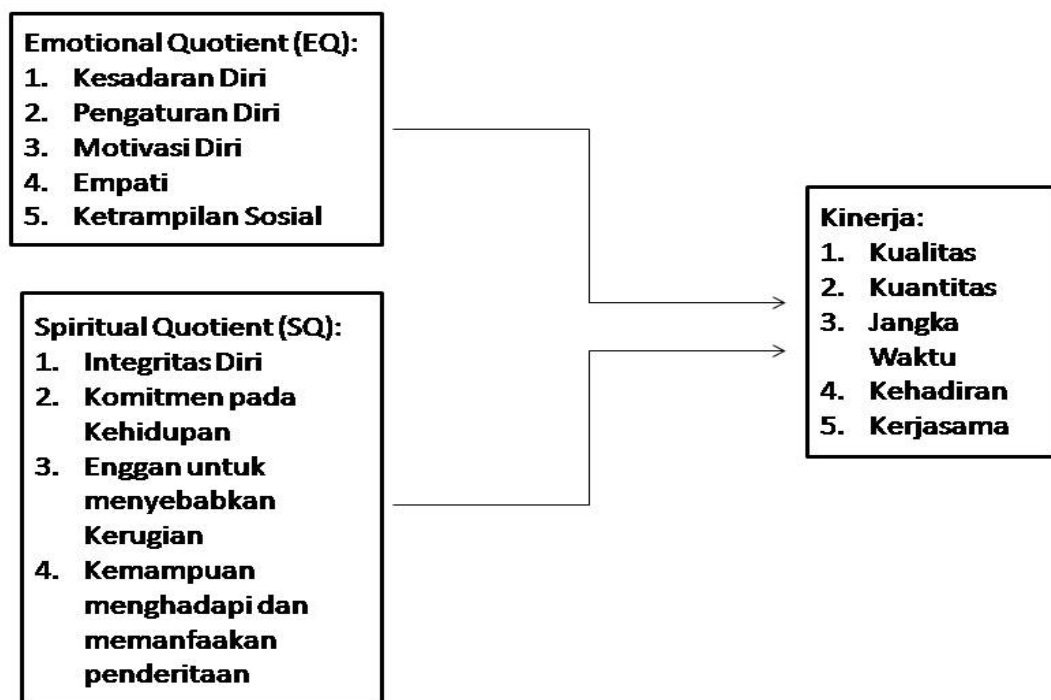 Emotional Quotient (EQ):
1. Kesadaran Diri
2. Pengaturan Diri
3. Motivasi Diri
4. Empati
5. Ketrampilan Sosial
Spiritual Quotient (SQ):
1. Integritas Diri
2. Komitmen pada
Kehidupan
3. Enggan untuk
menyebabkan
Kerugian
4. Kemampuan
menghadapi dan
memanfaakan
penderitaan
Kinerja:
1. Kualitas
2. Kuantitas
3. Jangka
Waktu
4. Kehadiran
5. Kerjasama